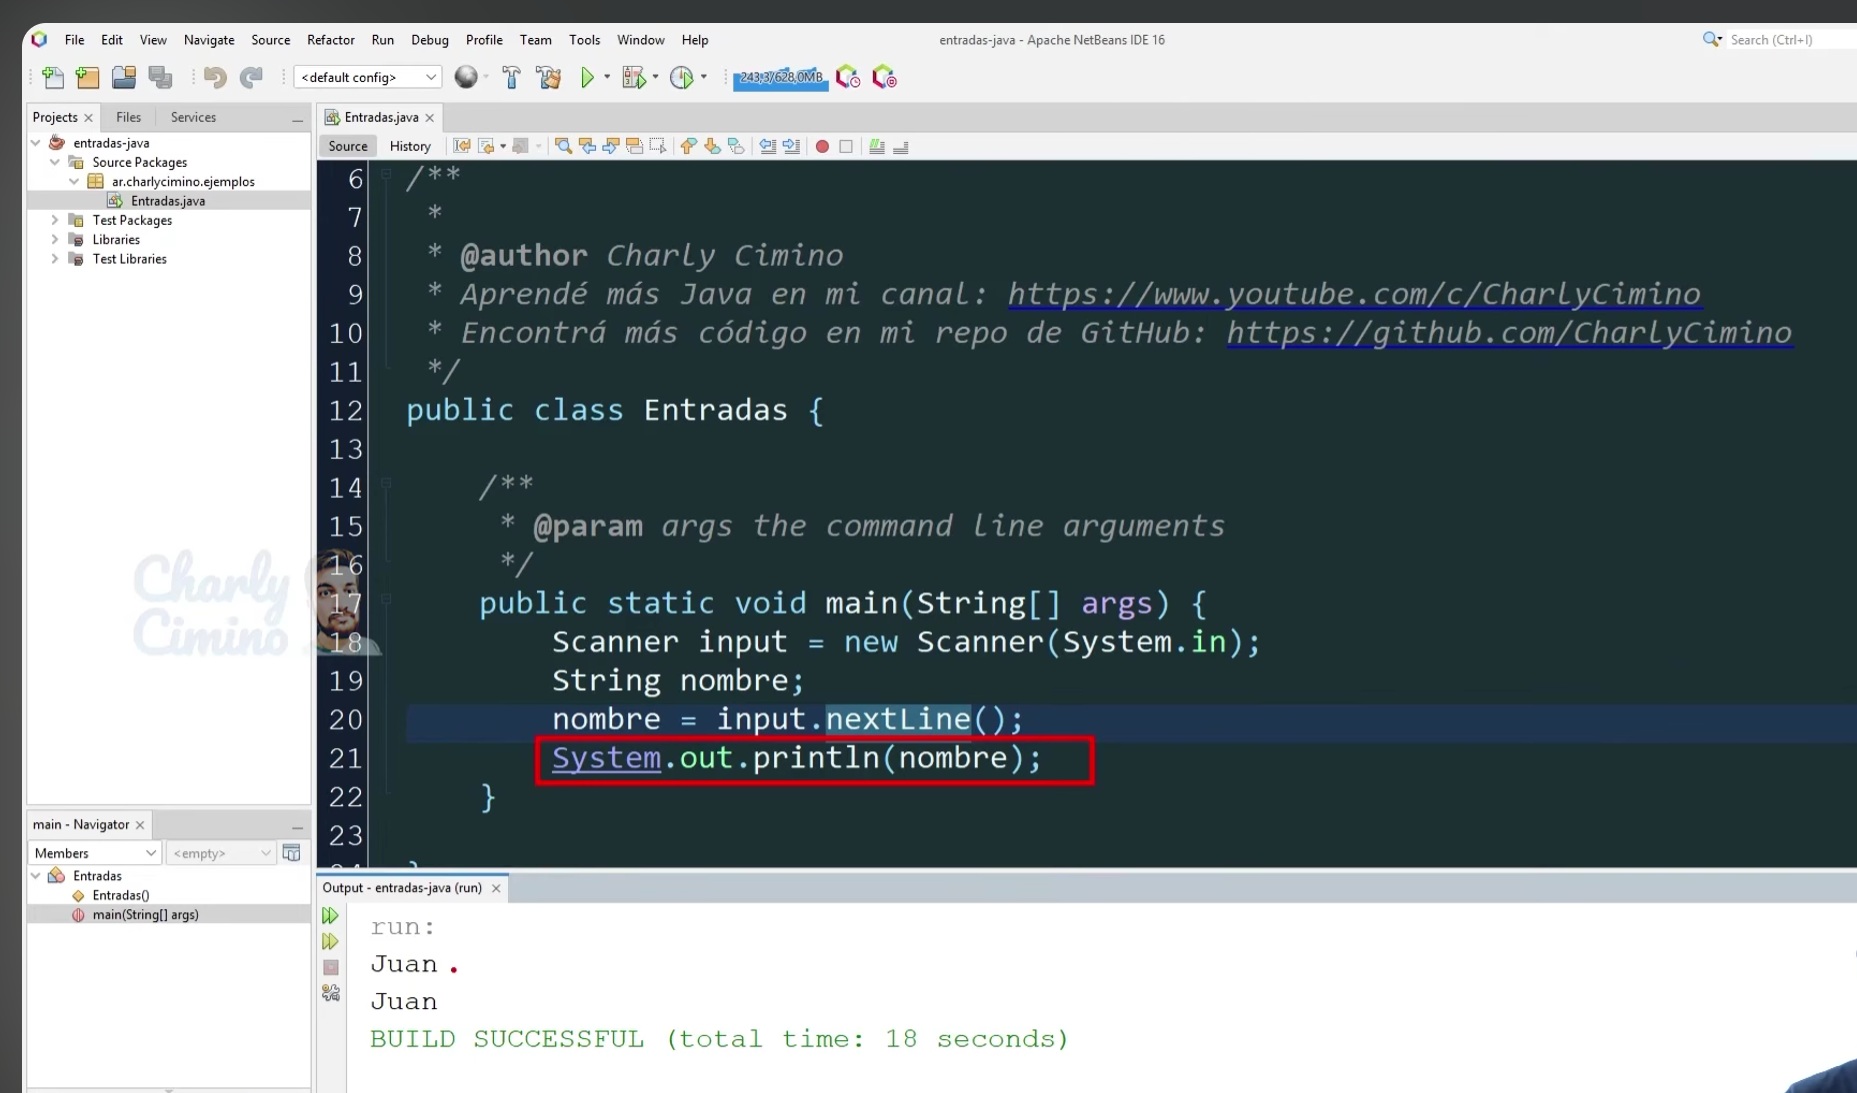 File Edit View Navigate Source Refactor Run Debug Profile Team Tools Window Help
entradas-java - Apache NetBeans IDE 16
Search (Ctrl+I)
<default config>
243,3/628,0MB
Projects Files Services
entradas-java
Source Packages
ar.charlycimino.ejemplos
Entradas.java
Test Packages
Libraries
Test Libraries
Charly
Cimino
Entradas.java
Source History
6 /**
7 *
8 * @author Charly Cimino
9 * Aprendé más Java en mi canal: https://www.youtube.com/c/CharlyCimino
10 * Encontrá más código en mi repo de GitHub: https://github.com/CharlyCimino
11 */
12 public class Entradas {
13
14 /**
15 * @param args the command line arguments
16 */
17 public static void main(String[] args) {
18 Scanner input = new Scanner(System.in);
19 String nombre;
20 nombre = input.nextLine();
21 System.out.println(nombre);
22 }
23
main - Navigator
Members <empty>
Entradas
Entradas()
main(String[] args)
Output - entradas-java (run)
run:
Juan
Juan
BUILD SUCCESSFUL (total time: 18 seconds)